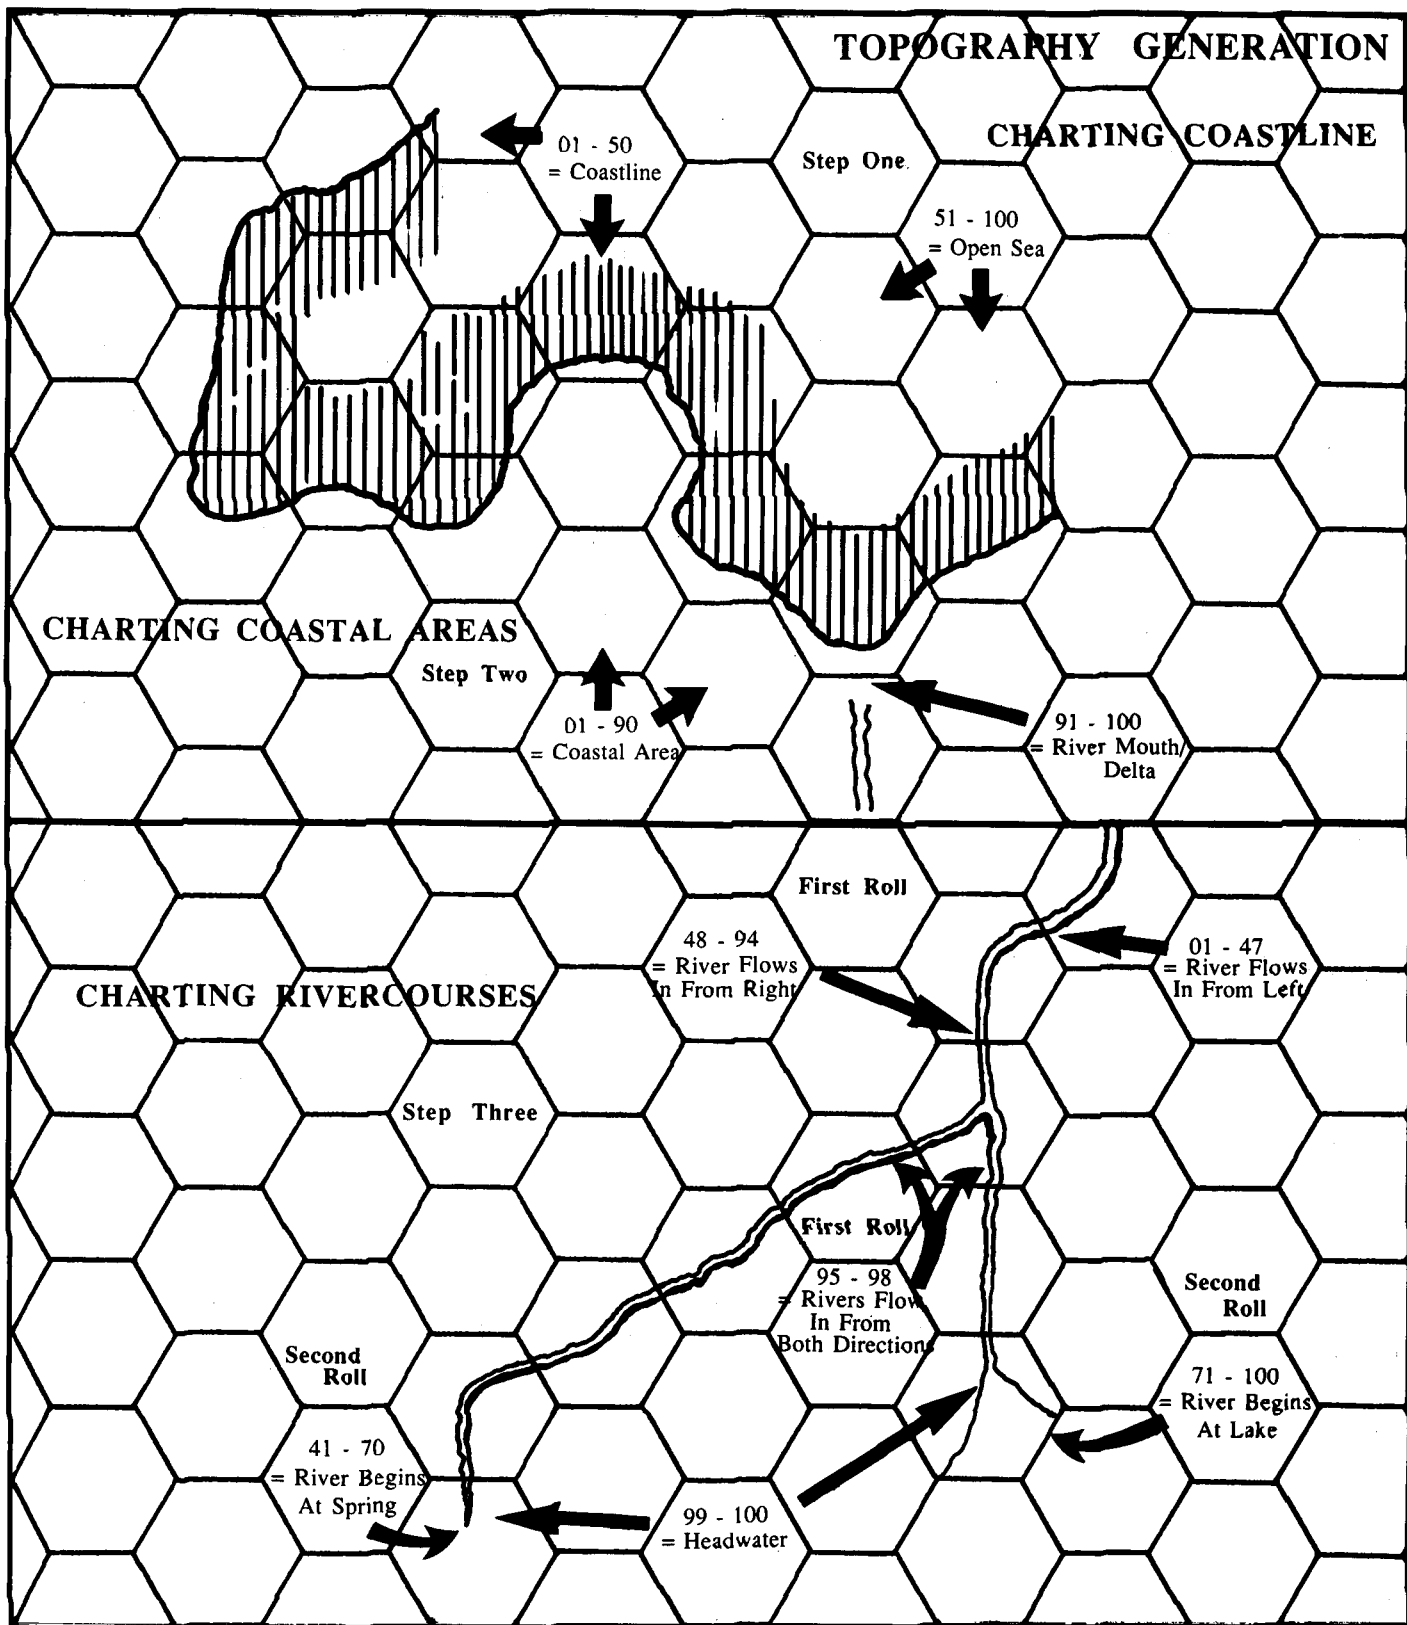 TOPOGRAPHY GENERATION
CHARTING COASTLINE
01 - 50
= Coastline
Step One
51 - 100
= Open Sea
CHARTING COASTAL AREAS
Step Two
01 - 90
= Coastal Area
91 - 100
= River Mouth/
Delta
First Roll
48 - 94
= River Flows
In From Right
01 - 47
= River Flows
In From Left
CHARTING RIVERCOURSES
Step Three
First Roll
95 - 98
= Rivers Flow
In From
Both Directions
Second
Roll
Second
Roll
71 - 100
= River Begins
At Lake
41 - 70
= River Begins
At Spring
99 - 100
= Headwater